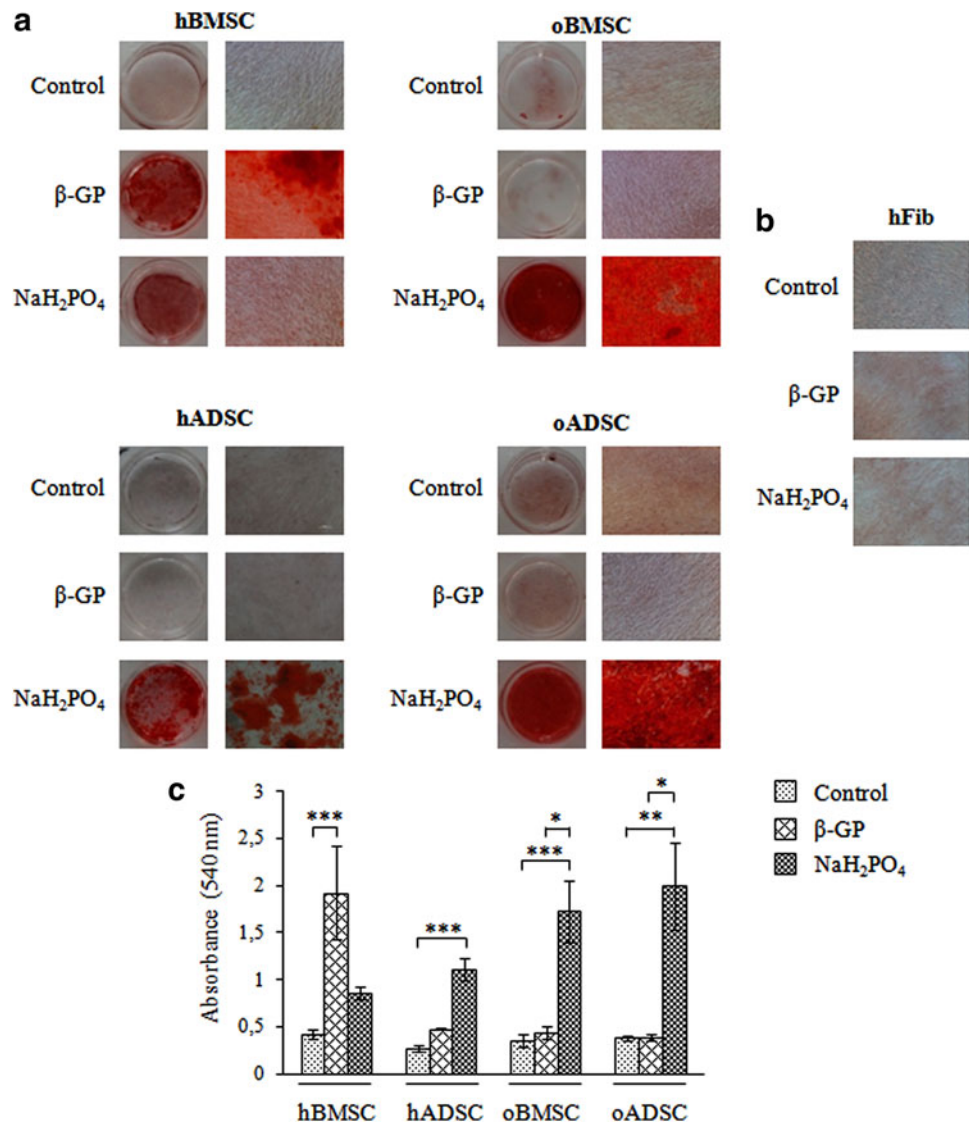 a
hBMSC
oBMSC
Control
Control
β-GP
β-GP
NaH₂PO₄
NaH₂PO₄
b
hFib
Control
β-GP
NaH₂PO₄
hADSC
oADSC
Control
Control
β-GP
β-GP
NaH₂PO₄
NaH₂PO₄
c
Absorbance (540 nm)
3
2,5
2
1,5
1
0,5
0
***
***
***
*
**
*
hBMSC
hADSC
oBMSC
oADSC
Control
β-GP
NaH₂PO₄